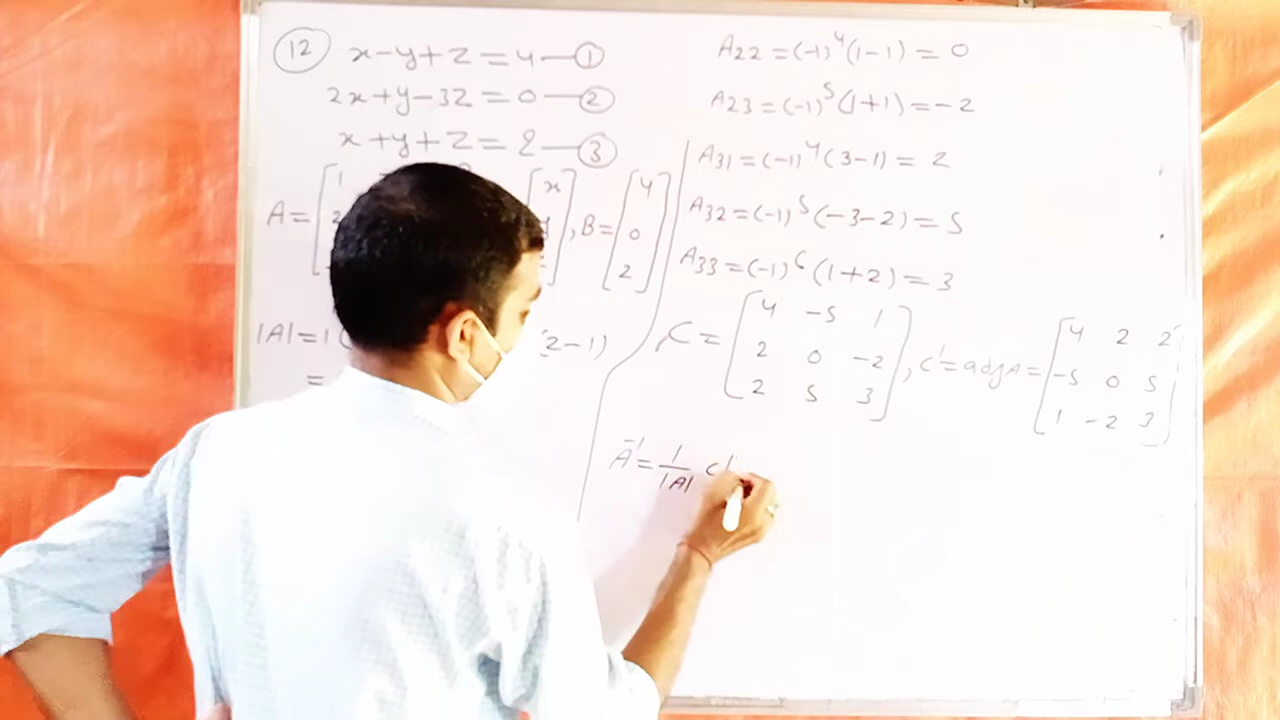 12 x-y+z=4 —1
2x+y-3z=0 —2
x+y+z=2 —3
A=[1
2
[x], B=[4
0
2]
|A|=1( (2-1)
=
A22=(-1)^4(1-1)=0
A23=(-1)^5(1+1)=-2
A31=(-1)^4(3-1)=2
A32=(-1)^5(-3-2)=5
A33=(-1)^6(1+2)=3
, C=[4 -5 1
2 0 -2
2 5 3]
, C'=adjA=[4 2 2
-5 0 5
1 -2 3]
A^-1=1/|A| C'